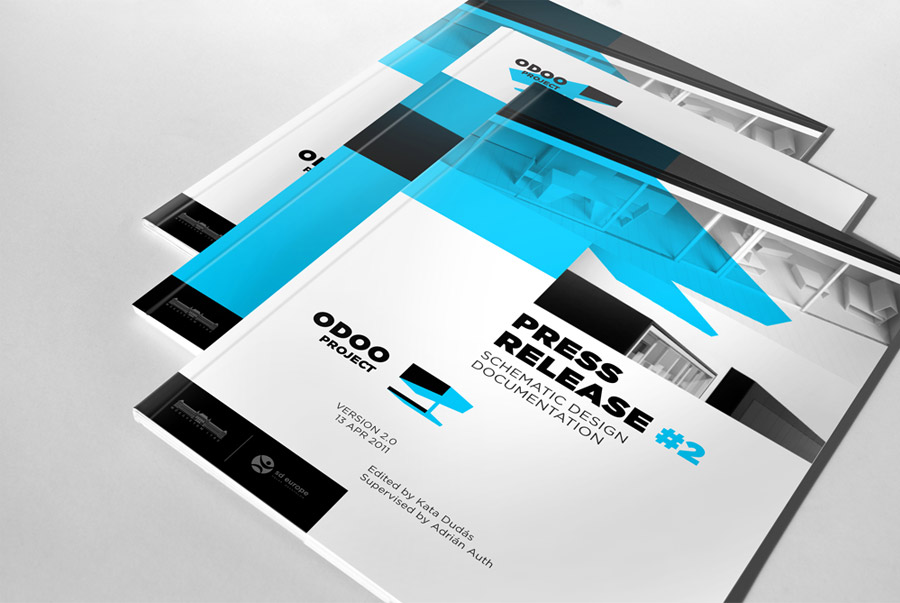 ODOO
PROJECT
ODOO
PROJECT
PRESS
RELEASE #2
SCHEMATIC DESIGN
DOCUMENTATION
VERSION 2.0
13 APR 2011
Edited by Kata Dudás
Supervised by Adrián Auth
sd europe